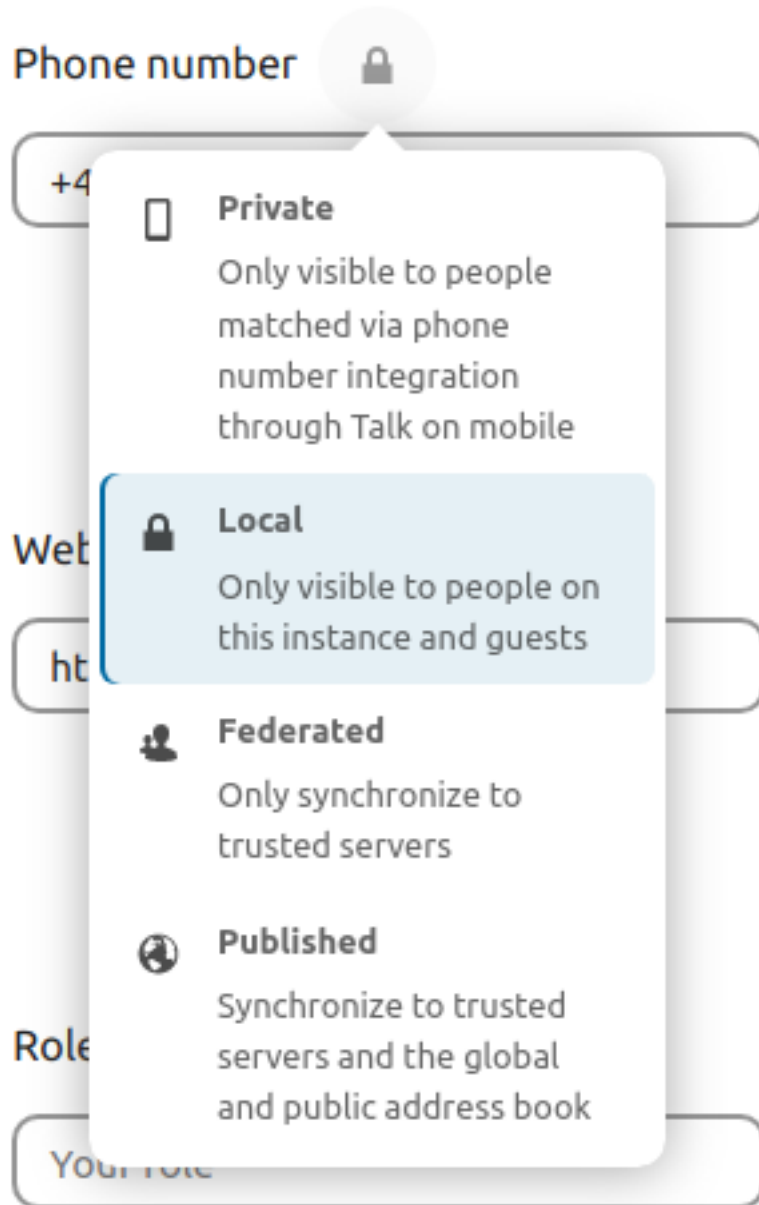 Phone number
+4
Private
Only visible to people
matched via phone
number integration
through Talk on mobile
Local
Only visible to people on
this instance and guests
Federated
Only synchronize to
trusted servers
Published
Synchronize to trusted
servers and the global
and public address book
Web
ht
Role
Your role